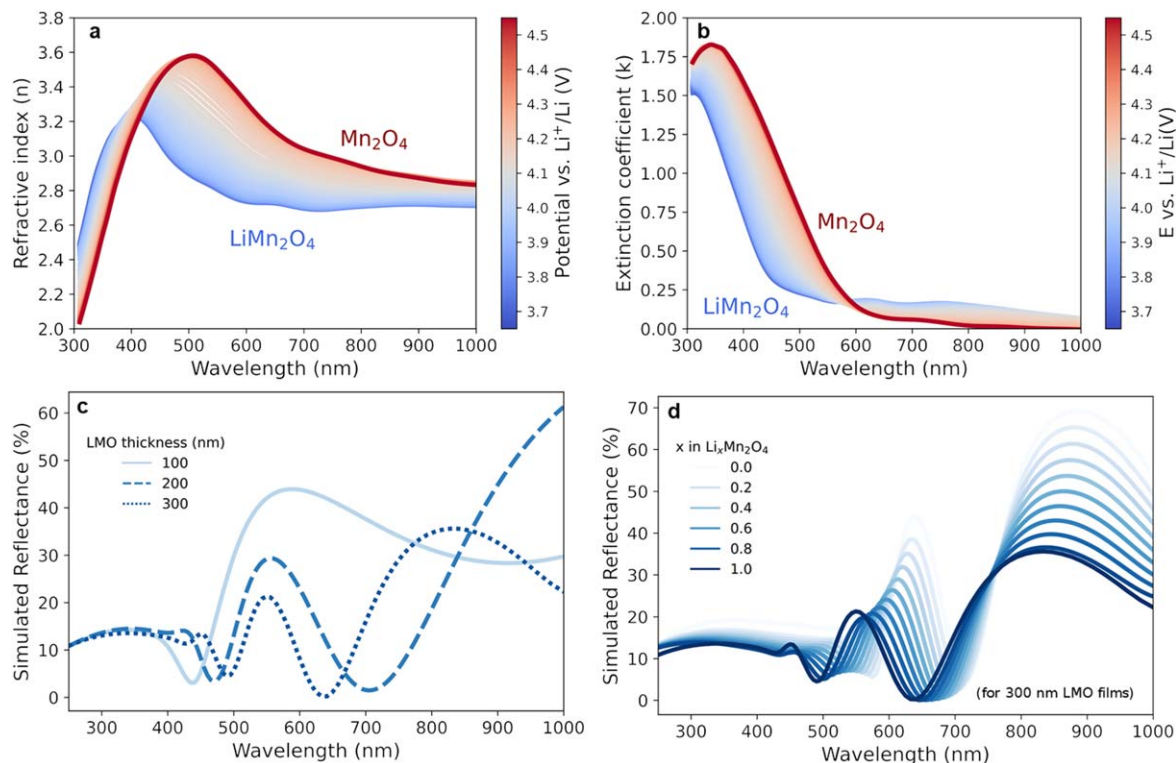 a
Refractive index (n)
3.8
3.6
3.4
3.2
3.0
2.8
2.6
2.4
2.2
2.0
300 400 500 600 700 800 900 1000
Wavelength (nm)
Mn₂O₄
LiMn₂O₄
4.5
4.4
4.3
4.2
4.1
4.0
3.9
3.8
3.7
Potential vs. Li⁺/Li (V)
b
Extinction coefficient (k)
2.00
1.75
1.50
1.25
1.00
0.75
0.50
0.25
0.00
300 400 500 600 700 800 900 1000
Wavelength (nm)
Mn₂O₄
LiMn₂O₄
4.5
4.4
4.3
4.2
4.1
4.0
3.9
3.8
3.7
E vs. Li⁺/Li(V)
c
Simulated Reflectance (%)
60
50
40
30
20
10
0
LMO thickness (nm)
100
200
300
300 400 500 600 700 800 900 1000
Wavelength (nm)
d
Simulated Reflectance (%)
70
60
50
40
30
20
10
0
x in LiₓMn₂O₄
0.0
0.2
0.4
0.6
0.8
1.0
(for 300 nm LMO films)
300 400 500 600 700 800 900 1000
Wavelength (nm)